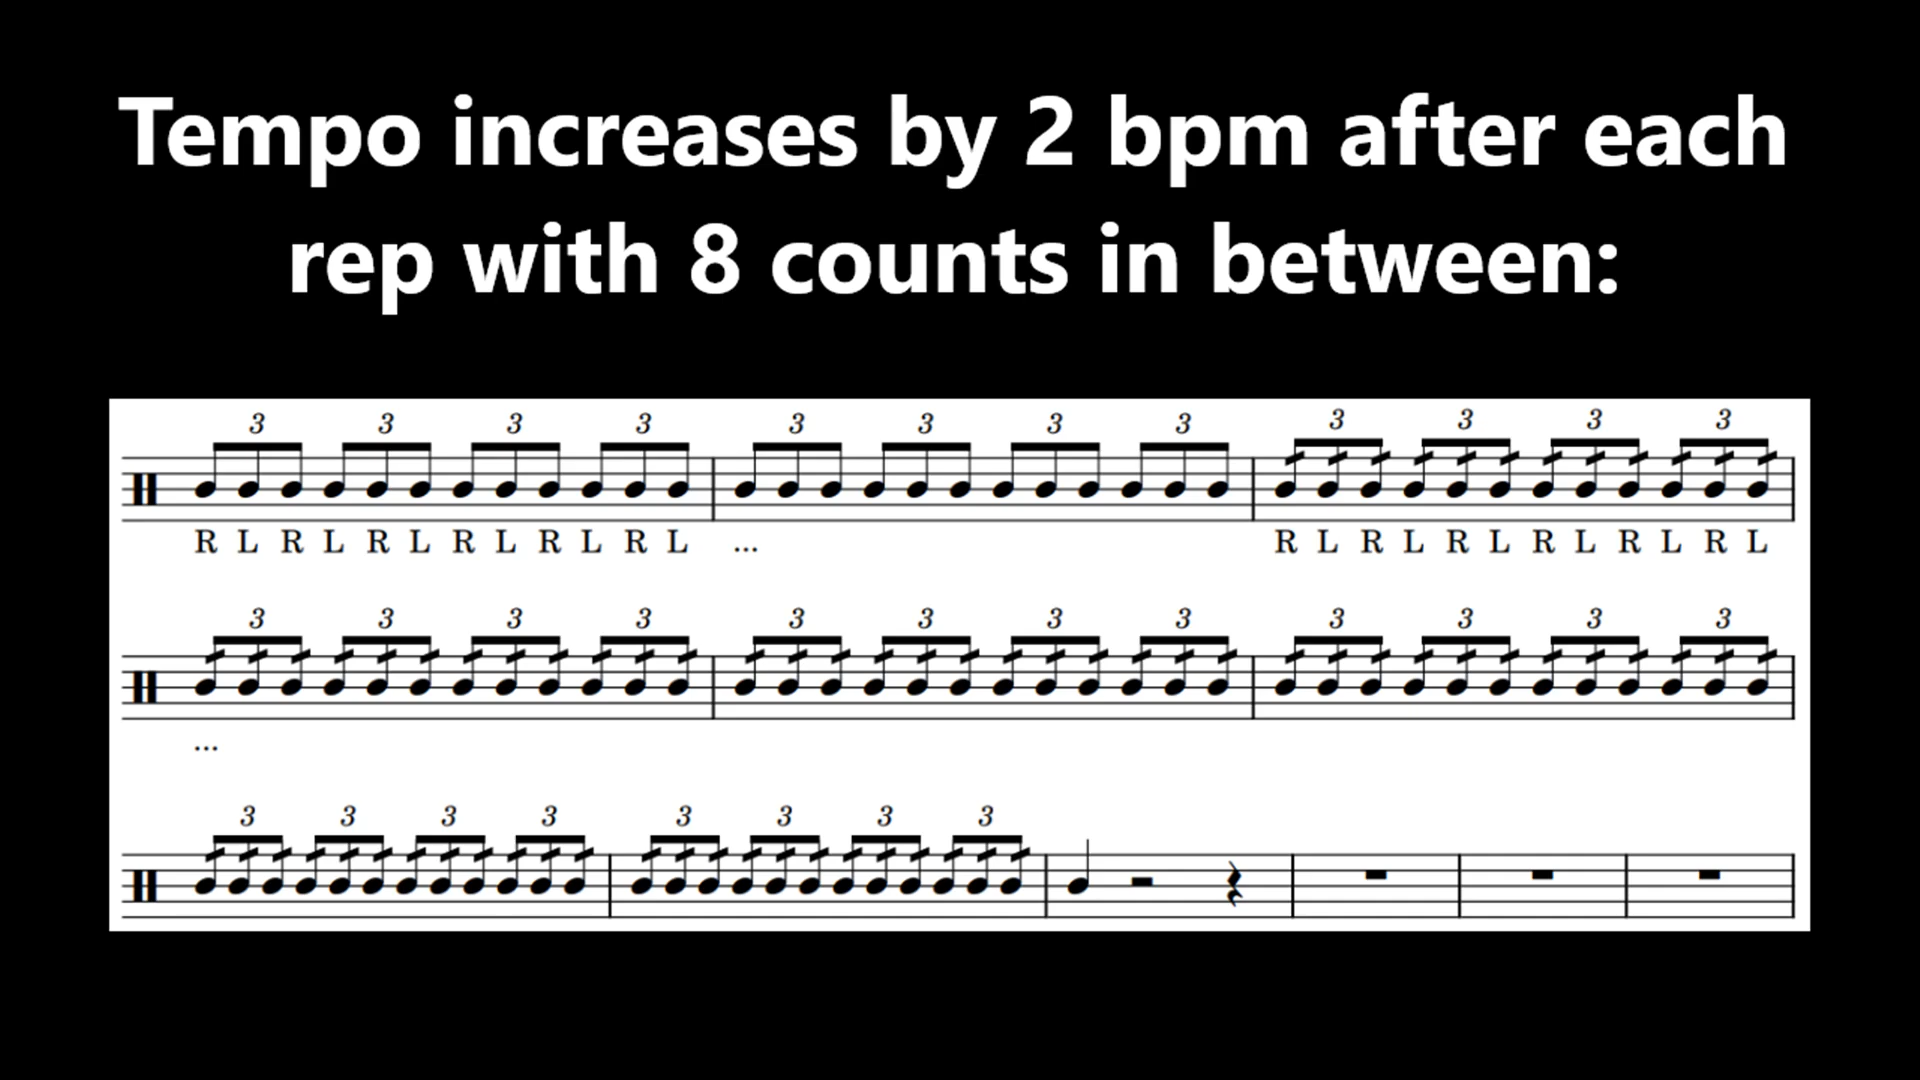 Tempo increases by 2 bpm after each
rep with 8 counts in between:
3 3 3 3 3 3 3 3 3 3 3 3
R L R L R L R L R L R L ... R L R L R L R L R L R L
3 3 3 3 3 3 3 3 3 3 3 3
...
3 3 3 3 3 3 3 3